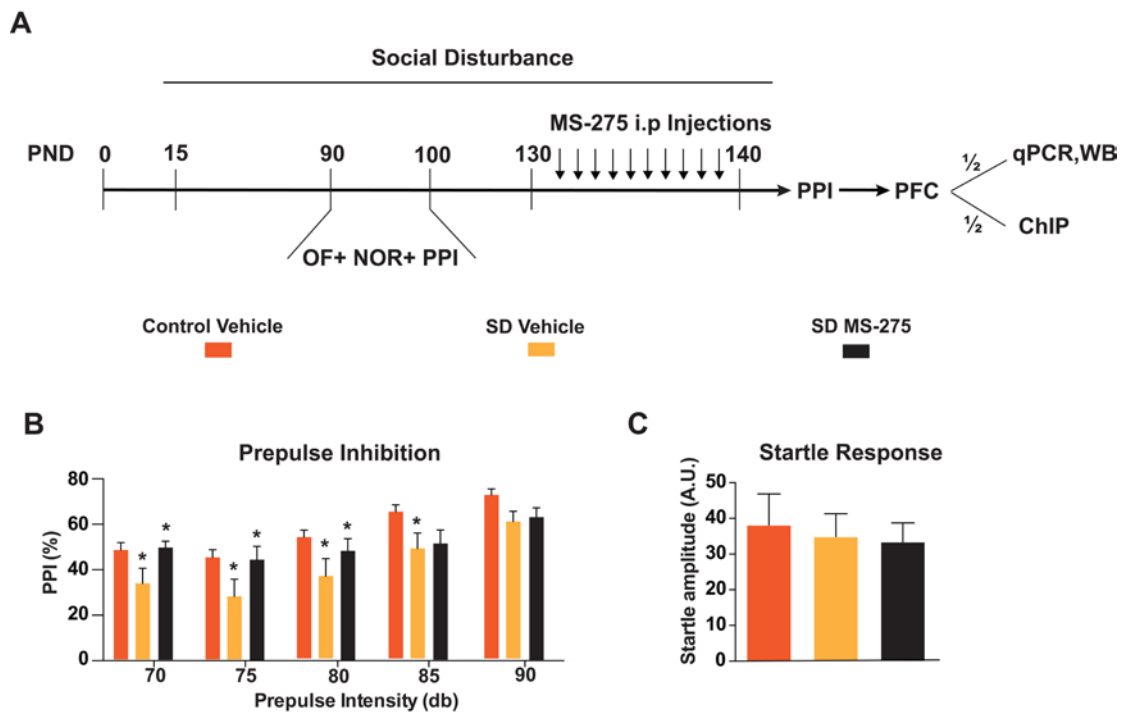 A
Social Disturbance
MS-275 i.p Injections
PND 0 15 90 100 130 140
PPI PFC
½ qPCR,WB
½ ChIP
OF+ NOR+ PPI
Control Vehicle SD Vehicle SD MS-275
B
Prepulse Inhibition
PPI (%)
80
60
40
20
0
* * * * * * *
70 75 80 85 90
Prepulse Intensity (db)
C
Startle Response
Startle amplitude (A.U.)
50
40
30
20
10
0